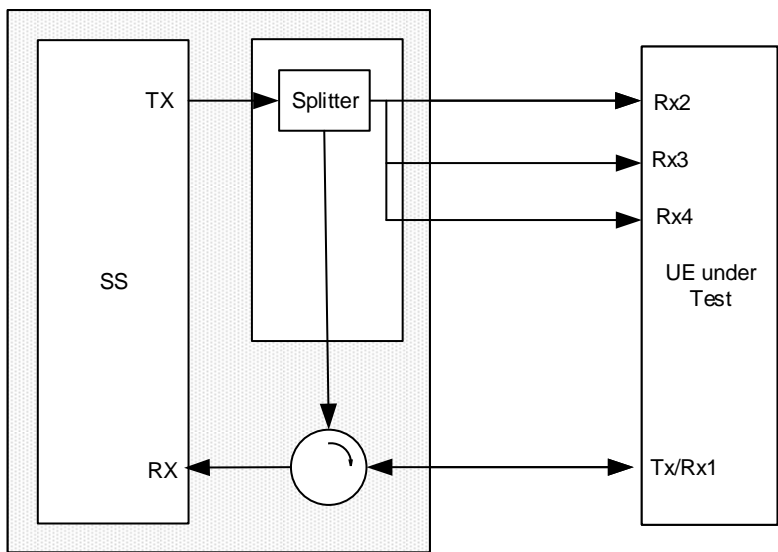 TX
Splitter
Rx2
Rx3
Rx4
SS
UE under
Test
RX
Tx/Rx1